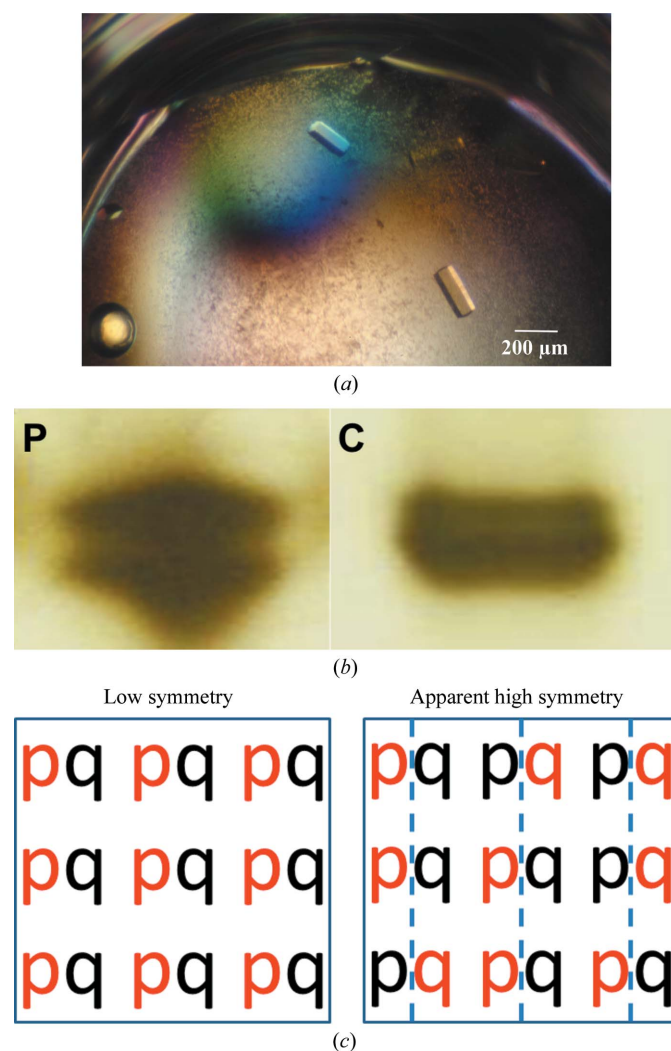 200 µm
(a)
P C
(b)
Low symmetry Apparent high symmetry
pq pq pq pq pq pq
pq pq pq pq pq pq
pq pq pq pq pq pq
(c)